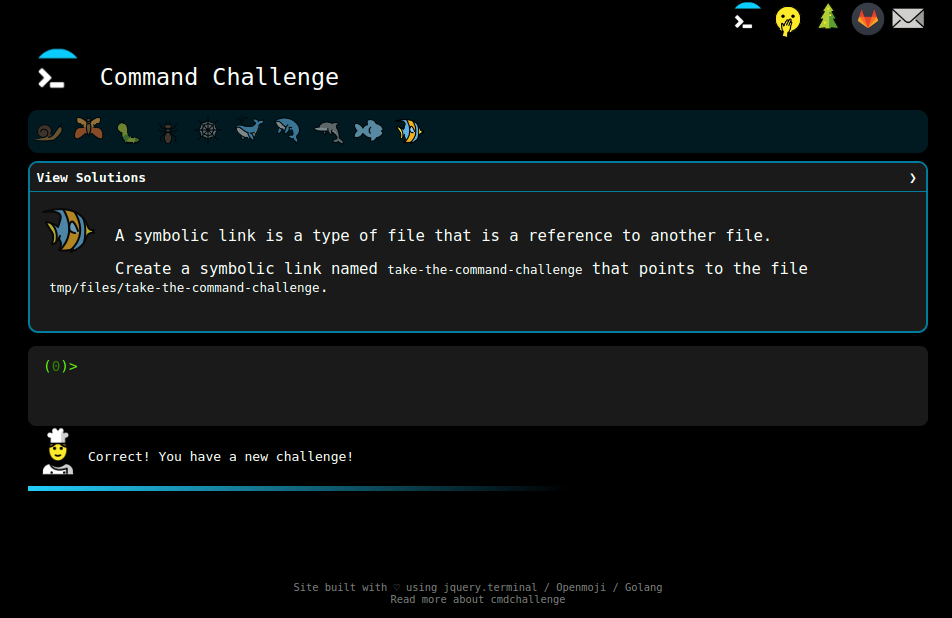 Command Challenge
View Solutions ❯
A symbolic link is a type of file that is a reference to another file.
Create a symbolic link named take-the-command-challenge that points to the file
tmp/files/take-the-command-challenge.
(0)>
Correct! You have a new challenge!
Site built with ♡ using jquery.terminal / Openmoji / Golang
Read more about cmdchallenge